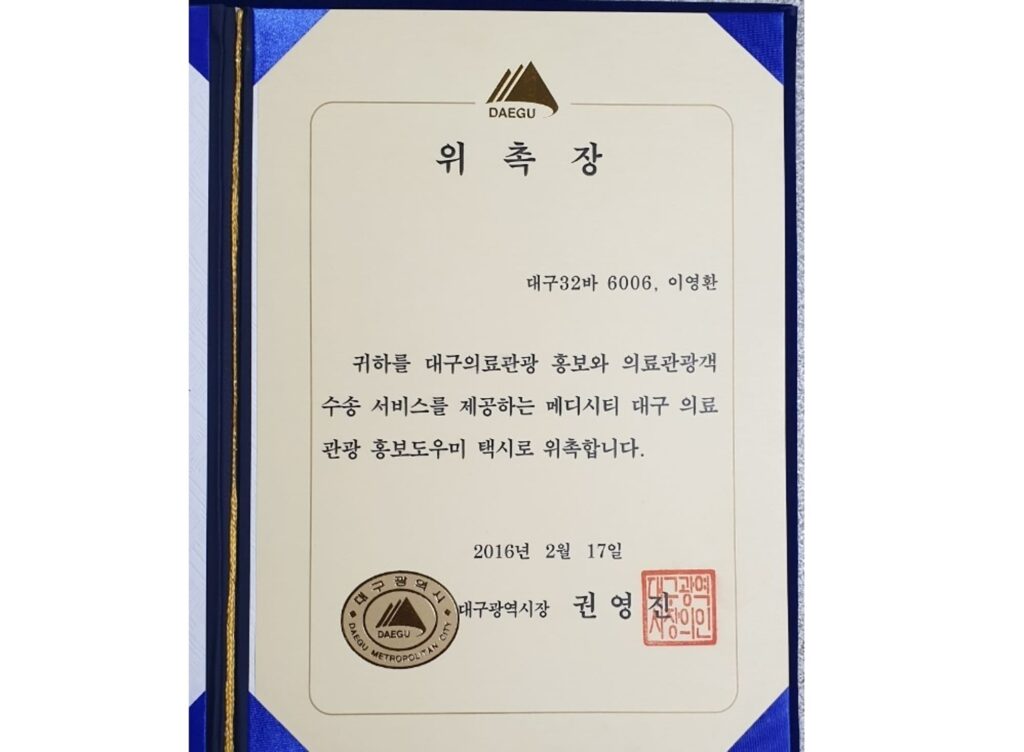 DAEGU
위 촉 장
대구32바 6006, 이영환
귀하를 대구의료관광 홍보와 의료관광객
수송 서비스를 제공하는 메디시티 대구 의료
관광 홍보도우미 택시로 위촉합니다.
2016년 2월 17일
대구광역시장 권 영 진
대구광역시
DAEGU
DAEGU METROPOLITAN CITY
대구광역
시장의인